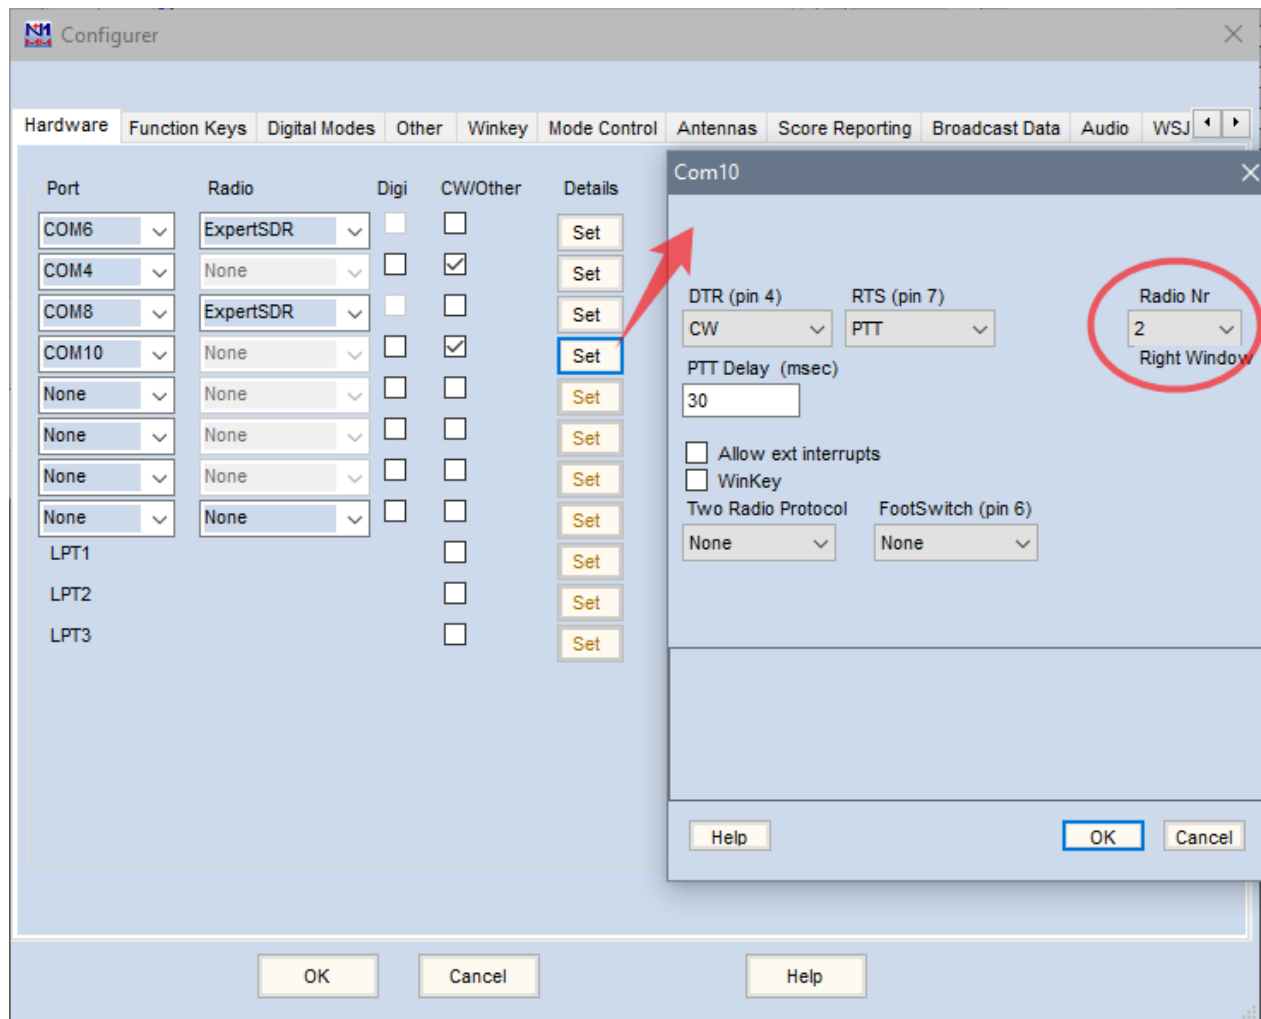 N1
MM
Configurer
Hardware Function Keys Digital Modes Other Winkey Mode Control Antennas Score Reporting Broadcast Data Audio WSJ
Port Radio Digi CW/Other Details
COM6 ExpertSDR Set
COM4 None Set
COM8 ExpertSDR Set
COM10 None Set
None None Set
None None Set
None None Set
None None Set
LPT1 Set
LPT2 Set
LPT3 Set
OK Cancel Help
Com10
DTR (pin 4) RTS (pin 7) Radio Nr
CW PTT 2
Right Window
PTT Delay (msec)
30
Allow ext interrupts
WinKey
Two Radio Protocol FootSwitch (pin 6)
None None
Help OK Cancel